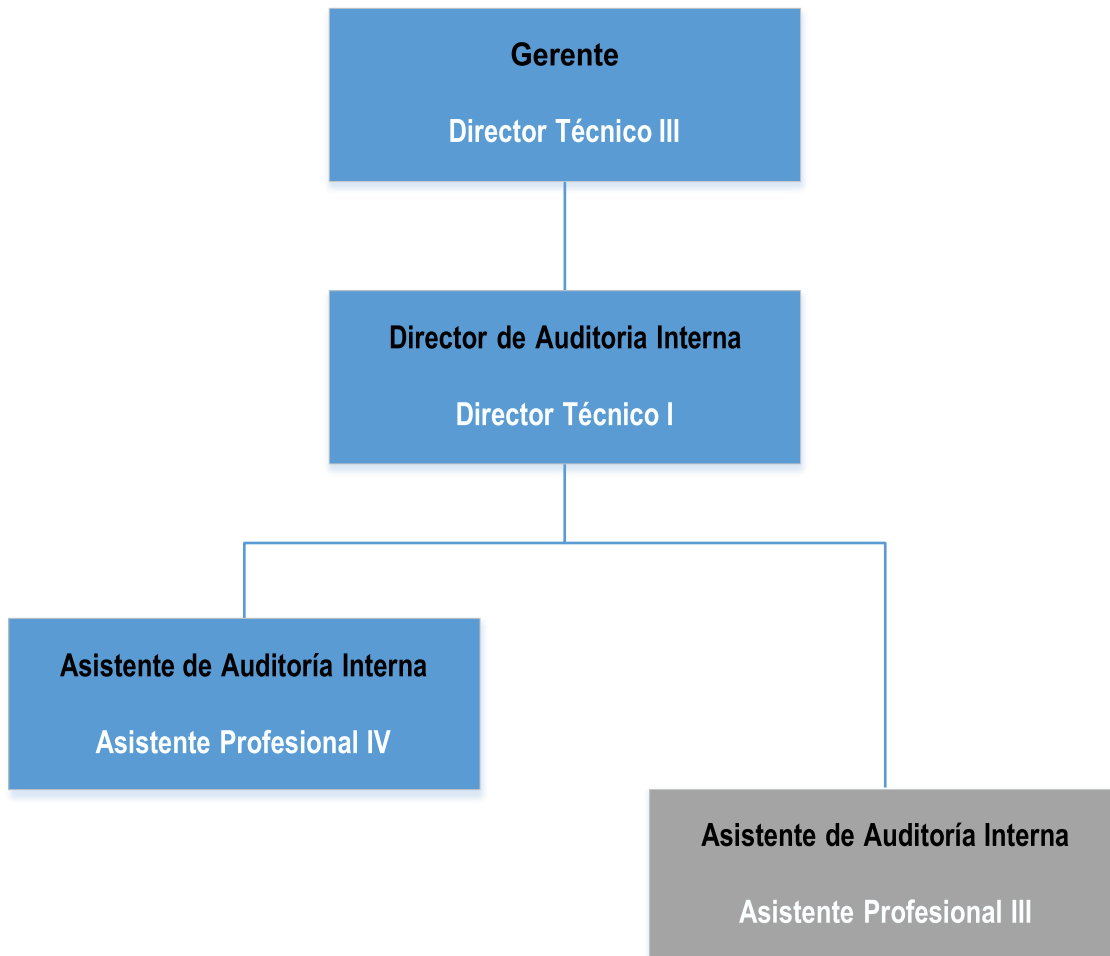 Gerente
Director Técnico III
Director de Auditoria Interna
Director Técnico I
Asistente de Auditoría Interna
Asistente Profesional IV
Asistente de Auditoría Interna
Asistente Profesional III